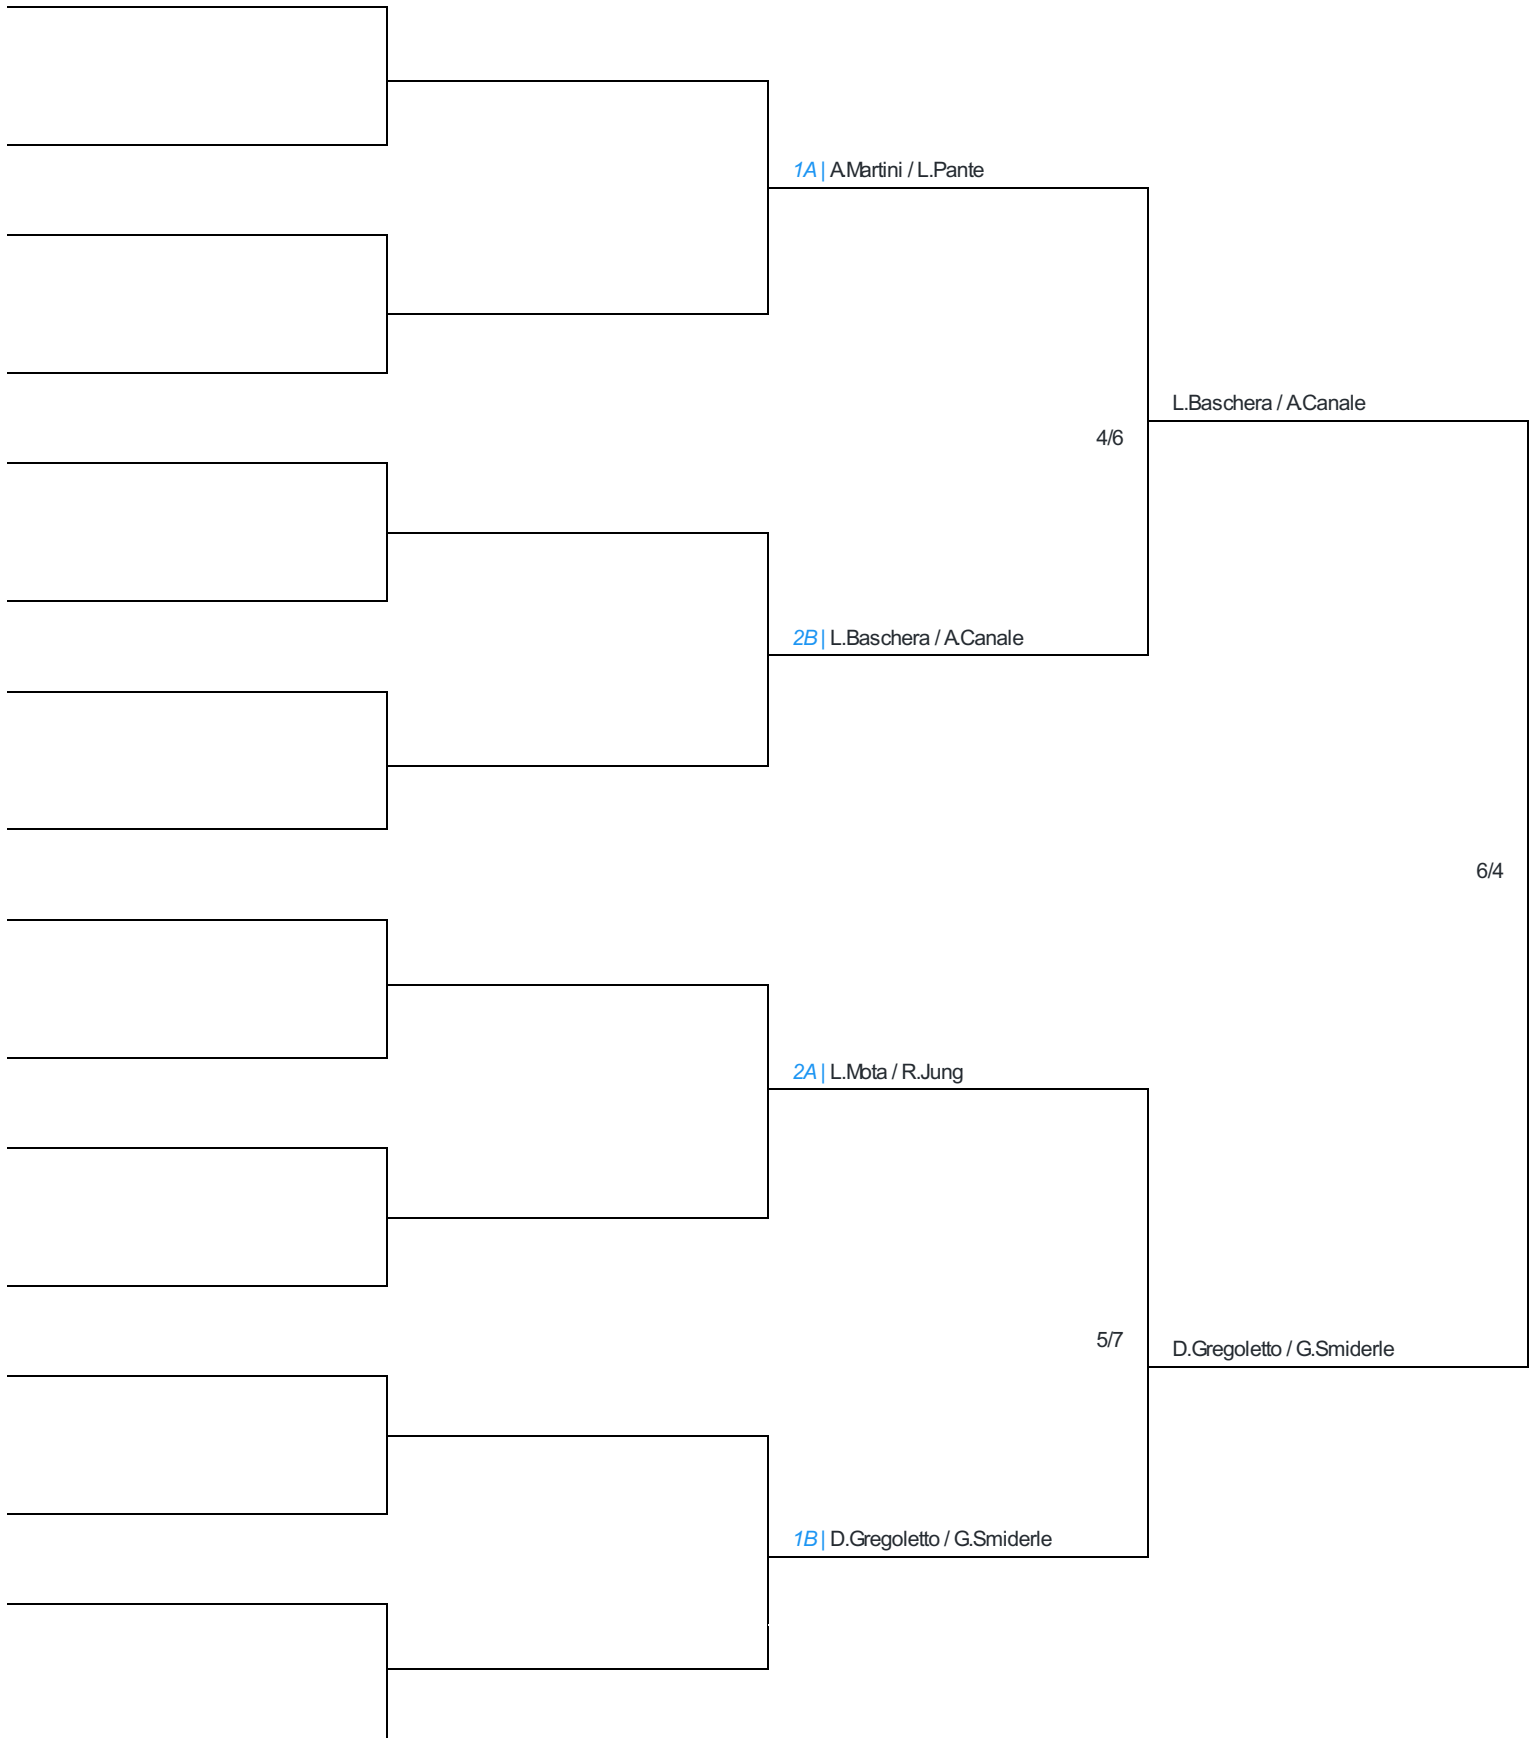 1A | A.Martini / L.Pante
L.Baschera / A.Canale
4/6
2B | L.Baschera / A.Canale
6/4
2A | L.Mota / R.Jung
5/7
D.Gregoletto / G.Smiderle
1B | D.Gregoletto / G.Smiderle